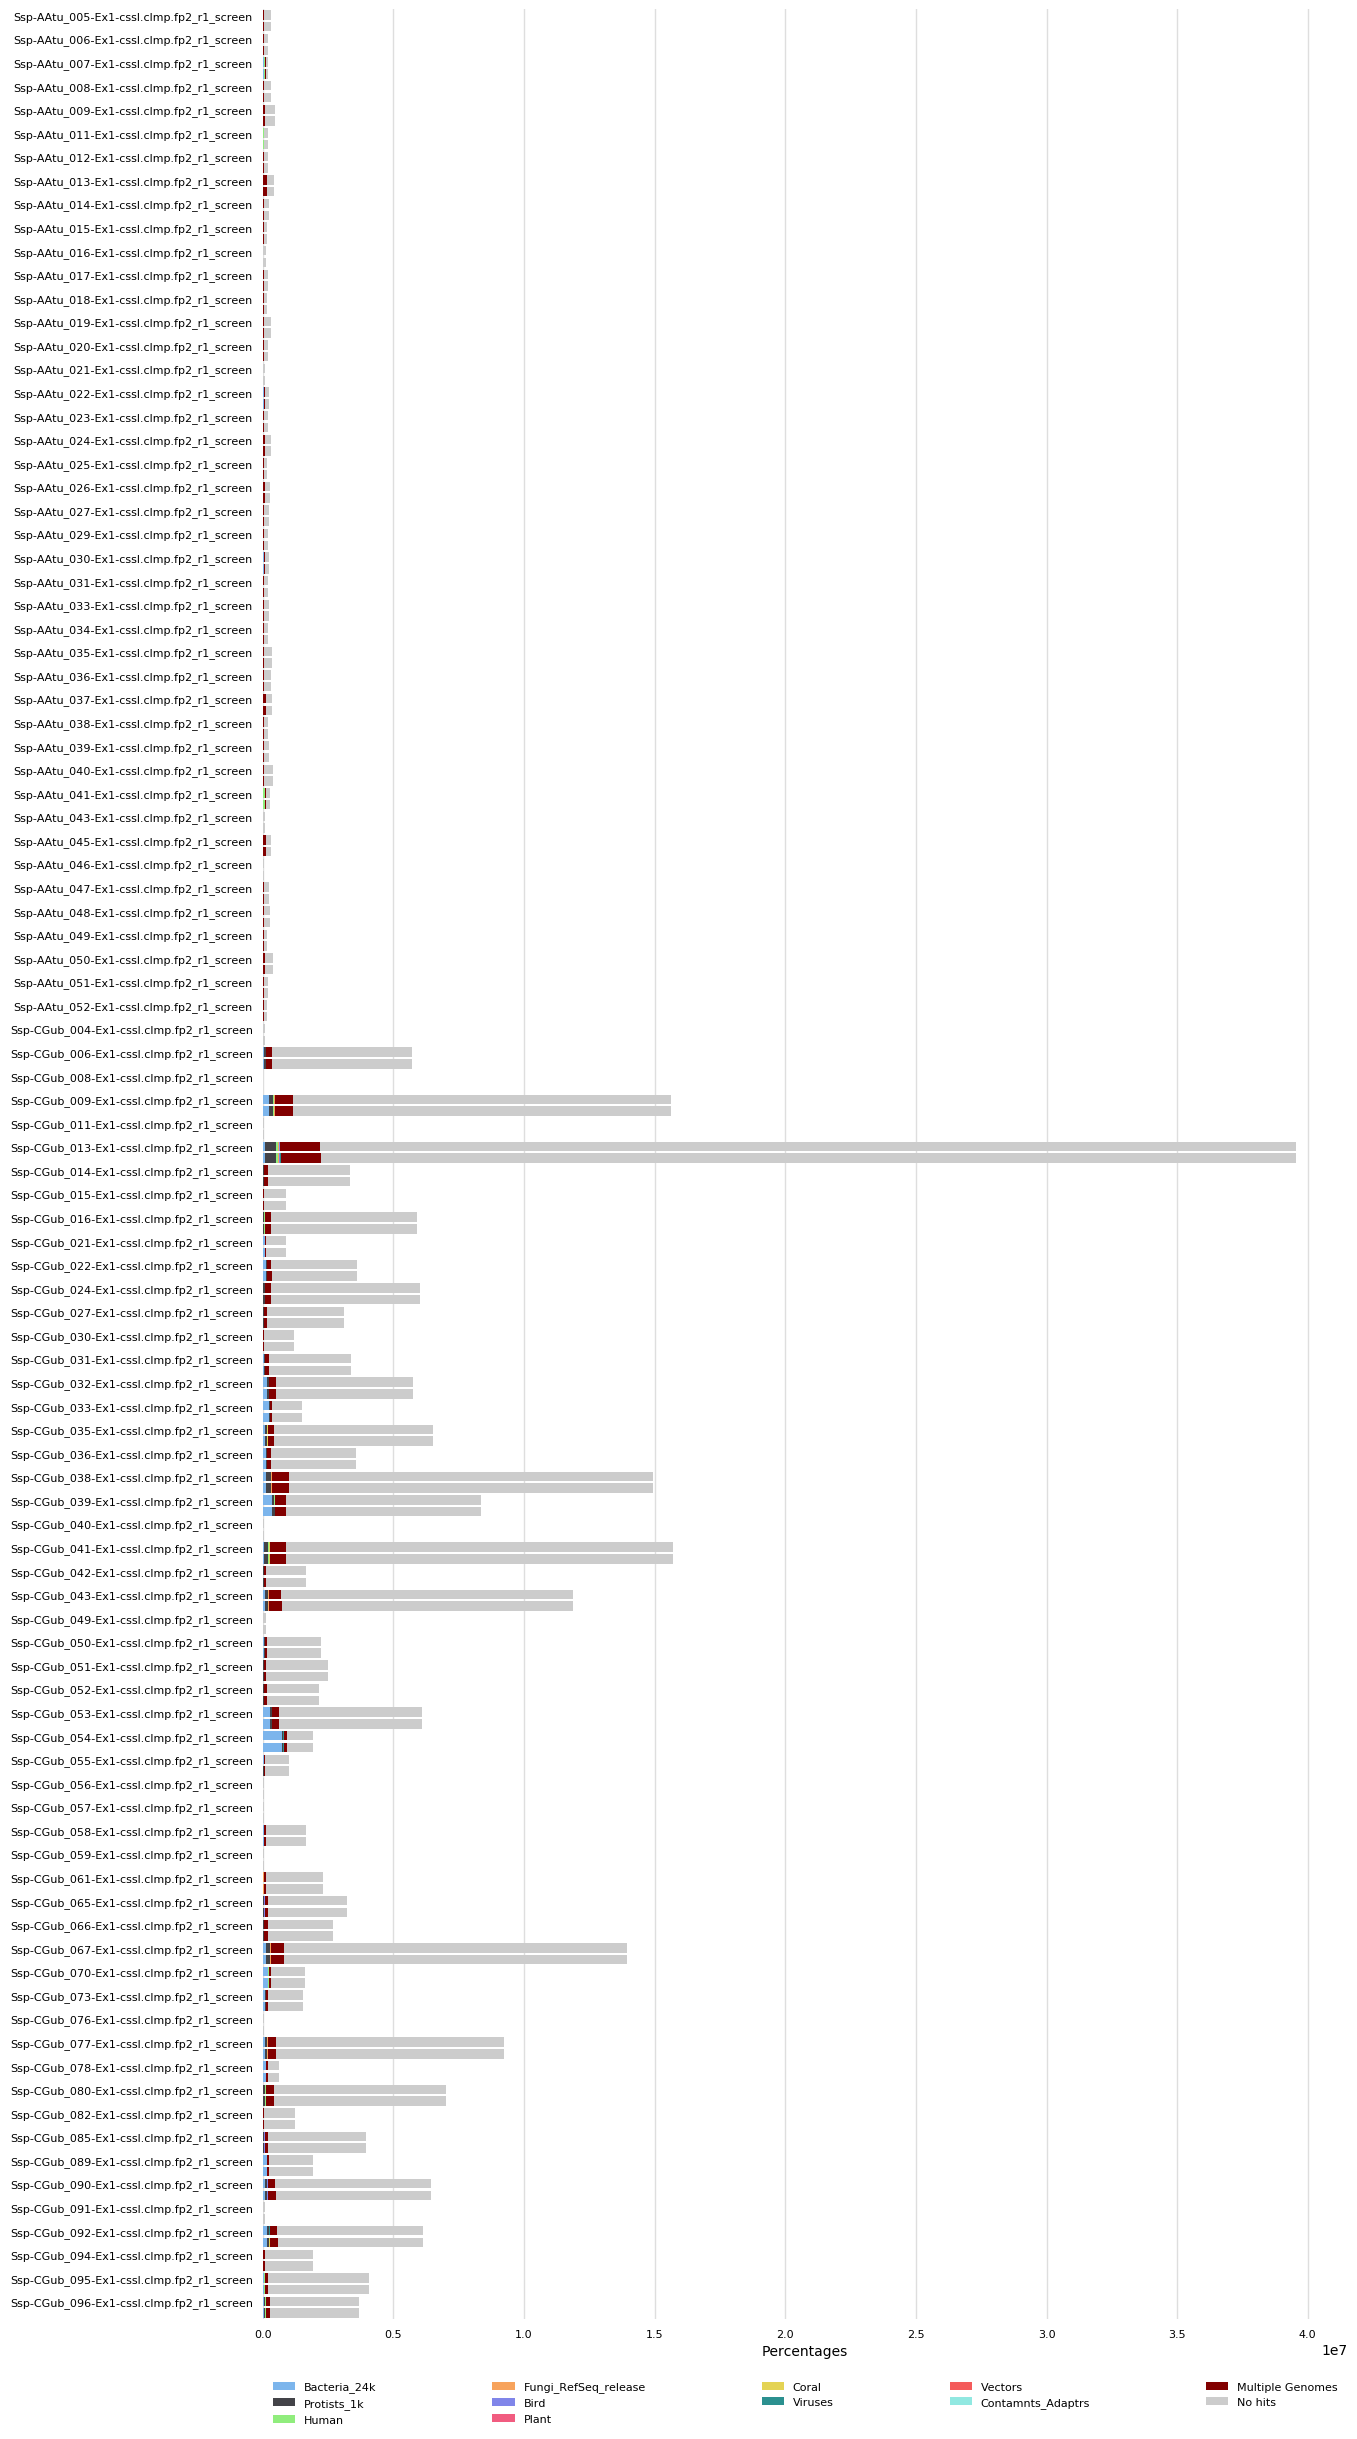 Ssp-AAtu_005-Ex1-cssl.clmp.fp2_r1_screen
Ssp-AAtu_006-Ex1-cssl.clmp.fp2_r1_screen
Ssp-AAtu_007-Ex1-cssl.clmp.fp2_r1_screen
Ssp-AAtu_008-Ex1-cssl.clmp.fp2_r1_screen
Ssp-AAtu_009-Ex1-cssl.clmp.fp2_r1_screen
Ssp-AAtu_011-Ex1-cssl.clmp.fp2_r1_screen
Ssp-AAtu_012-Ex1-cssl.clmp.fp2_r1_screen
Ssp-AAtu_013-Ex1-cssl.clmp.fp2_r1_screen
Ssp-AAtu_014-Ex1-cssl.clmp.fp2_r1_screen
Ssp-AAtu_015-Ex1-cssl.clmp.fp2_r1_screen
Ssp-AAtu_016-Ex1-cssl.clmp.fp2_r1_screen
Ssp-AAtu_017-Ex1-cssl.clmp.fp2_r1_screen
Ssp-AAtu_018-Ex1-cssl.clmp.fp2_r1_screen
Ssp-AAtu_019-Ex1-cssl.clmp.fp2_r1_screen
Ssp-AAtu_020-Ex1-cssl.clmp.fp2_r1_screen
Ssp-AAtu_021-Ex1-cssl.clmp.fp2_r1_screen
Ssp-AAtu_022-Ex1-cssl.clmp.fp2_r1_screen
Ssp-AAtu_023-Ex1-cssl.clmp.fp2_r1_screen
Ssp-AAtu_024-Ex1-cssl.clmp.fp2_r1_screen
Ssp-AAtu_025-Ex1-cssl.clmp.fp2_r1_screen
Ssp-AAtu_026-Ex1-cssl.clmp.fp2_r1_screen
Ssp-AAtu_027-Ex1-cssl.clmp.fp2_r1_screen
Ssp-AAtu_029-Ex1-cssl.clmp.fp2_r1_screen
Ssp-AAtu_030-Ex1-cssl.clmp.fp2_r1_screen
Ssp-AAtu_031-Ex1-cssl.clmp.fp2_r1_screen
Ssp-AAtu_033-Ex1-cssl.clmp.fp2_r1_screen
Ssp-AAtu_034-Ex1-cssl.clmp.fp2_r1_screen
Ssp-AAtu_035-Ex1-cssl.clmp.fp2_r1_screen
Ssp-AAtu_036-Ex1-cssl.clmp.fp2_r1_screen
Ssp-AAtu_037-Ex1-cssl.clmp.fp2_r1_screen
Ssp-AAtu_038-Ex1-cssl.clmp.fp2_r1_screen
Ssp-AAtu_039-Ex1-cssl.clmp.fp2_r1_screen
Ssp-AAtu_040-Ex1-cssl.clmp.fp2_r1_screen
Ssp-AAtu_041-Ex1-cssl.clmp.fp2_r1_screen
Ssp-AAtu_043-Ex1-cssl.clmp.fp2_r1_screen
Ssp-AAtu_045-Ex1-cssl.clmp.fp2_r1_screen
Ssp-AAtu_046-Ex1-cssl.clmp.fp2_r1_screen
Ssp-AAtu_047-Ex1-cssl.clmp.fp2_r1_screen
Ssp-AAtu_048-Ex1-cssl.clmp.fp2_r1_screen
Ssp-AAtu_049-Ex1-cssl.clmp.fp2_r1_screen
Ssp-AAtu_050-Ex1-cssl.clmp.fp2_r1_screen
Ssp-AAtu_051-Ex1-cssl.clmp.fp2_r1_screen
Ssp-AAtu_052-Ex1-cssl.clmp.fp2_r1_screen
Ssp-CGub_004-Ex1-cssl.clmp.fp2_r1_screen
Ssp-CGub_006-Ex1-cssl.clmp.fp2_r1_screen
Ssp-CGub_008-Ex1-cssl.clmp.fp2_r1_screen
Ssp-CGub_009-Ex1-cssl.clmp.fp2_r1_screen
Ssp-CGub_011-Ex1-cssl.clmp.fp2_r1_screen
Ssp-CGub_013-Ex1-cssl.clmp.fp2_r1_screen
Ssp-CGub_014-Ex1-cssl.clmp.fp2_r1_screen
Ssp-CGub_015-Ex1-cssl.clmp.fp2_r1_screen
Ssp-CGub_016-Ex1-cssl.clmp.fp2_r1_screen
Ssp-CGub_021-Ex1-cssl.clmp.fp2_r1_screen
Ssp-CGub_022-Ex1-cssl.clmp.fp2_r1_screen
Ssp-CGub_024-Ex1-cssl.clmp.fp2_r1_screen
Ssp-CGub_027-Ex1-cssl.clmp.fp2_r1_screen
Ssp-CGub_030-Ex1-cssl.clmp.fp2_r1_screen
Ssp-CGub_031-Ex1-cssl.clmp.fp2_r1_screen
Ssp-CGub_032-Ex1-cssl.clmp.fp2_r1_screen
Ssp-CGub_033-Ex1-cssl.clmp.fp2_r1_screen
Ssp-CGub_035-Ex1-cssl.clmp.fp2_r1_screen
Ssp-CGub_036-Ex1-cssl.clmp.fp2_r1_screen
Ssp-CGub_038-Ex1-cssl.clmp.fp2_r1_screen
Ssp-CGub_039-Ex1-cssl.clmp.fp2_r1_screen
Ssp-CGub_040-Ex1-cssl.clmp.fp2_r1_screen
Ssp-CGub_041-Ex1-cssl.clmp.fp2_r1_screen
Ssp-CGub_042-Ex1-cssl.clmp.fp2_r1_screen
Ssp-CGub_043-Ex1-cssl.clmp.fp2_r1_screen
Ssp-CGub_049-Ex1-cssl.clmp.fp2_r1_screen
Ssp-CGub_050-Ex1-cssl.clmp.fp2_r1_screen
Ssp-CGub_051-Ex1-cssl.clmp.fp2_r1_screen
Ssp-CGub_052-Ex1-cssl.clmp.fp2_r1_screen
Ssp-CGub_053-Ex1-cssl.clmp.fp2_r1_screen
Ssp-CGub_054-Ex1-cssl.clmp.fp2_r1_screen
Ssp-CGub_055-Ex1-cssl.clmp.fp2_r1_screen
Ssp-CGub_056-Ex1-cssl.clmp.fp2_r1_screen
Ssp-CGub_057-Ex1-cssl.clmp.fp2_r1_screen
Ssp-CGub_058-Ex1-cssl.clmp.fp2_r1_screen
Ssp-CGub_059-Ex1-cssl.clmp.fp2_r1_screen
Ssp-CGub_061-Ex1-cssl.clmp.fp2_r1_screen
Ssp-CGub_065-Ex1-cssl.clmp.fp2_r1_screen
Ssp-CGub_066-Ex1-cssl.clmp.fp2_r1_screen
Ssp-CGub_067-Ex1-cssl.clmp.fp2_r1_screen
Ssp-CGub_070-Ex1-cssl.clmp.fp2_r1_screen
Ssp-CGub_073-Ex1-cssl.clmp.fp2_r1_screen
Ssp-CGub_076-Ex1-cssl.clmp.fp2_r1_screen
Ssp-CGub_077-Ex1-cssl.clmp.fp2_r1_screen
Ssp-CGub_078-Ex1-cssl.clmp.fp2_r1_screen
Ssp-CGub_080-Ex1-cssl.clmp.fp2_r1_screen
Ssp-CGub_082-Ex1-cssl.clmp.fp2_r1_screen
Ssp-CGub_085-Ex1-cssl.clmp.fp2_r1_screen
Ssp-CGub_089-Ex1-cssl.clmp.fp2_r1_screen
Ssp-CGub_090-Ex1-cssl.clmp.fp2_r1_screen
Ssp-CGub_091-Ex1-cssl.clmp.fp2_r1_screen
Ssp-CGub_092-Ex1-cssl.clmp.fp2_r1_screen
Ssp-CGub_094-Ex1-cssl.clmp.fp2_r1_screen
Ssp-CGub_095-Ex1-cssl.clmp.fp2_r1_screen
Ssp-CGub_096-Ex1-cssl.clmp.fp2_r1_screen
0.0 0.5 1.0 1.5 2.0 2.5 3.0 3.5 4.0
Percentages 1e7
Bacteria_24k Fungi_RefSeq_release Coral Vectors Multiple Genomes
Protists_1k Bird Viruses Contamnts_Adaptrs No hits
Human Plant